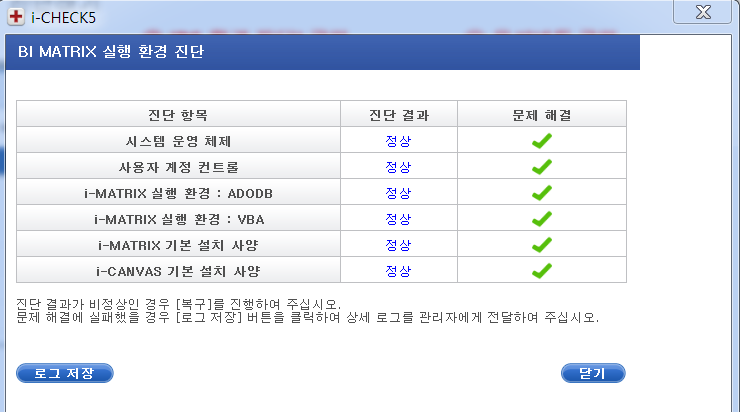 i-CHECK5
BI MATRIX 실행 환경 진단
진단 항목 진단 결과 문제 해결
시스템 운영 체제 정상
사용자 계정 컨트롤 정상
i-MATRIX 실행 환경 : ADODB 정상
i-MATRIX 실행 환경 : VBA 정상
i-MATRIX 기본 설치 사양 정상
i-CANVAS 기본 설치 사양 정상
진단 결과가 비정상인 경우 [복구]를 진행하여 주십시오.
문제 해결에 실패했을 경우 [로그 저장] 버튼을 클릭하여 상세 로그를 관리자에게 전달하여 주십시오.
로그 저장 닫기